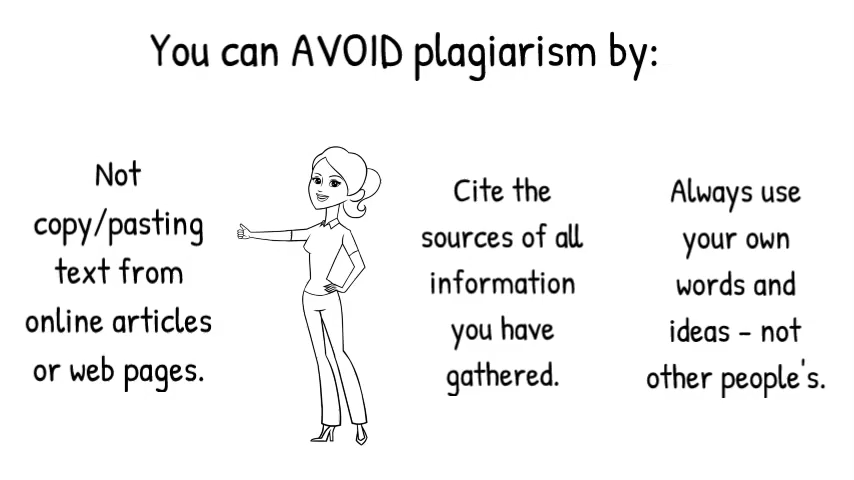 You can AVOID plagiarism by:
Not
copy/pasting
text from
online articles
or web pages.
Cite the
sources of all
information
you have
gathered.
Always use
your own
words and
ideas - not
other people's.